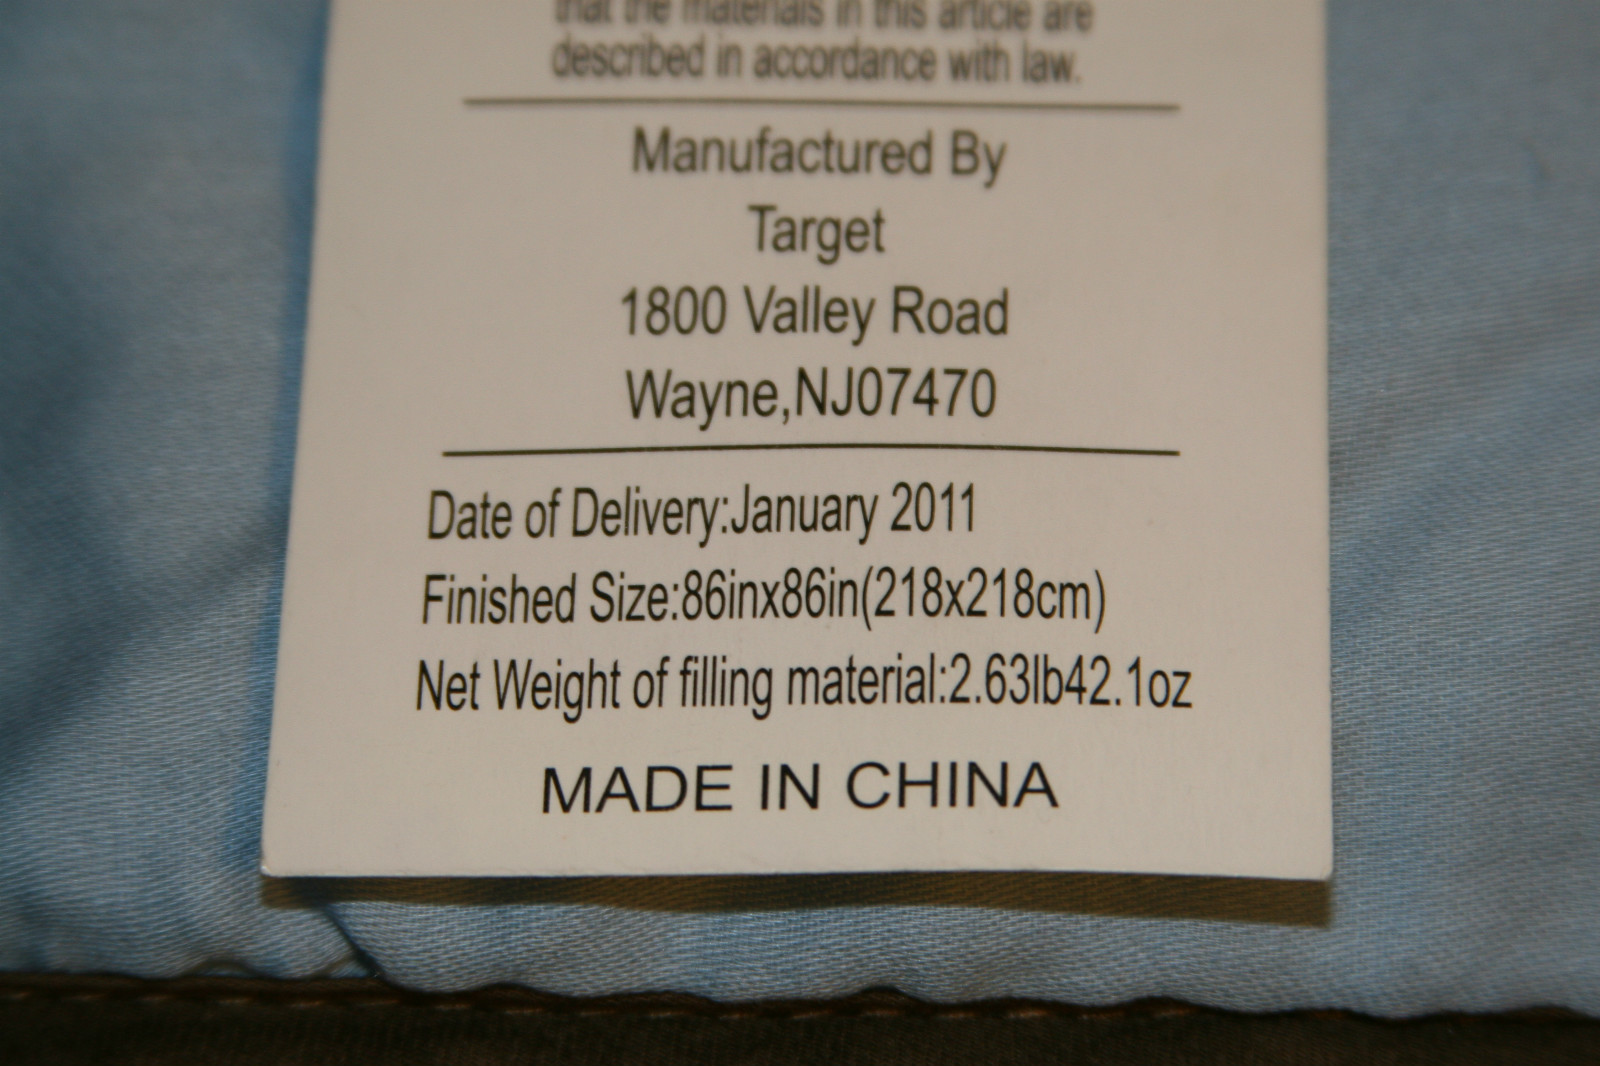 that the materials in this article are
described in accordance with law.
Manufactured By
Target
1800 Valley Road
Wayne,NJ07470
Date of Delivery:January 2011
Finished Size:86inx86in(218x218cm)
Net Weight of filling material:2.63lb42.1oz
MADE IN CHINA